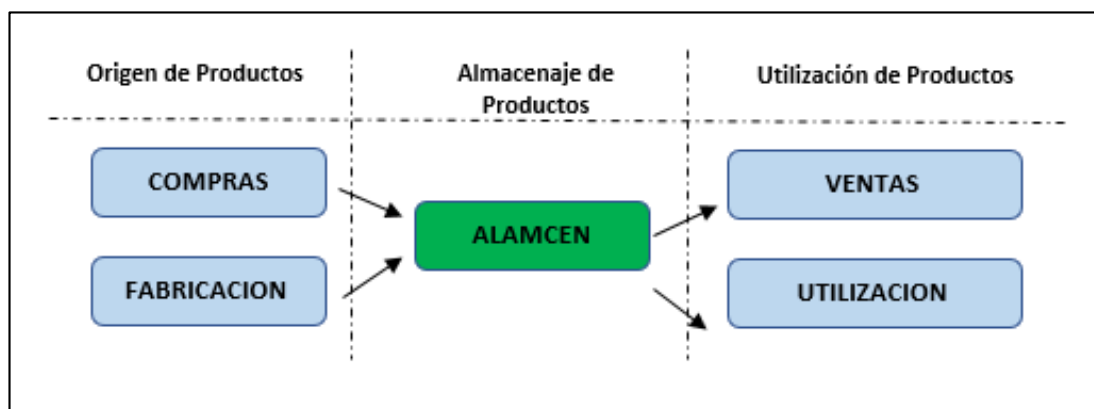 Origen de Productos
Almacenaje de
Productos
Utilización de Productos
COMPRAS
FABRICACION
ALAMCEN
VENTAS
UTILIZACION